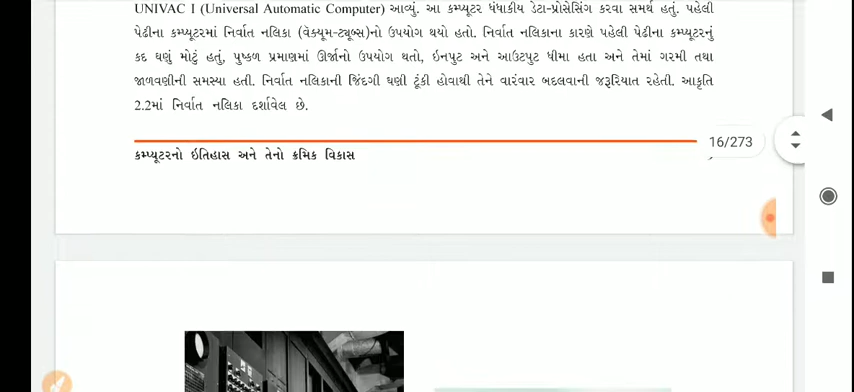 UNIVAC I (Universal Automatic Computer) આવ્યું. આ કમ્પ્યૂટર ધંધાકીય ડેટા-પ્રોસેસિંગ કરવા સમર્થ હતું. પહેલી
પેઢીના કમ્પ્યૂટરમાં નિર્વાત નલિકા (વૅક્યૂમ-ટ્યૂબ્સ)નો ઉપયોગ થયો હતો. નિર્વાત નલિકાના કારણે પહેલી પેઢીના કમ્પ્યૂટરનું
કદ ઘણું મોટું હતું, પુષ્કળ પ્રમાણમાં ઊર્જાનો ઉપયોગ થતો, ઇનપુટ અને આઉટપુટ ધીમા હતા અને તેમાં ગરમી તથા
જાળવણીની સમસ્યા હતી. નિર્વાત નલિકાની જિંદગી ઘણી ટૂંકી હોવાથી તેને વારંવાર બદલવાની જરૂરિયાત રહેતી. આકૃતિ
2.2માં નિર્વાત નલિકા દર્શાવેલ છે.
16/273
કમ્પ્યૂટરનો ઇતિહાસ અને તેનો ક્રમિક વિકાસ